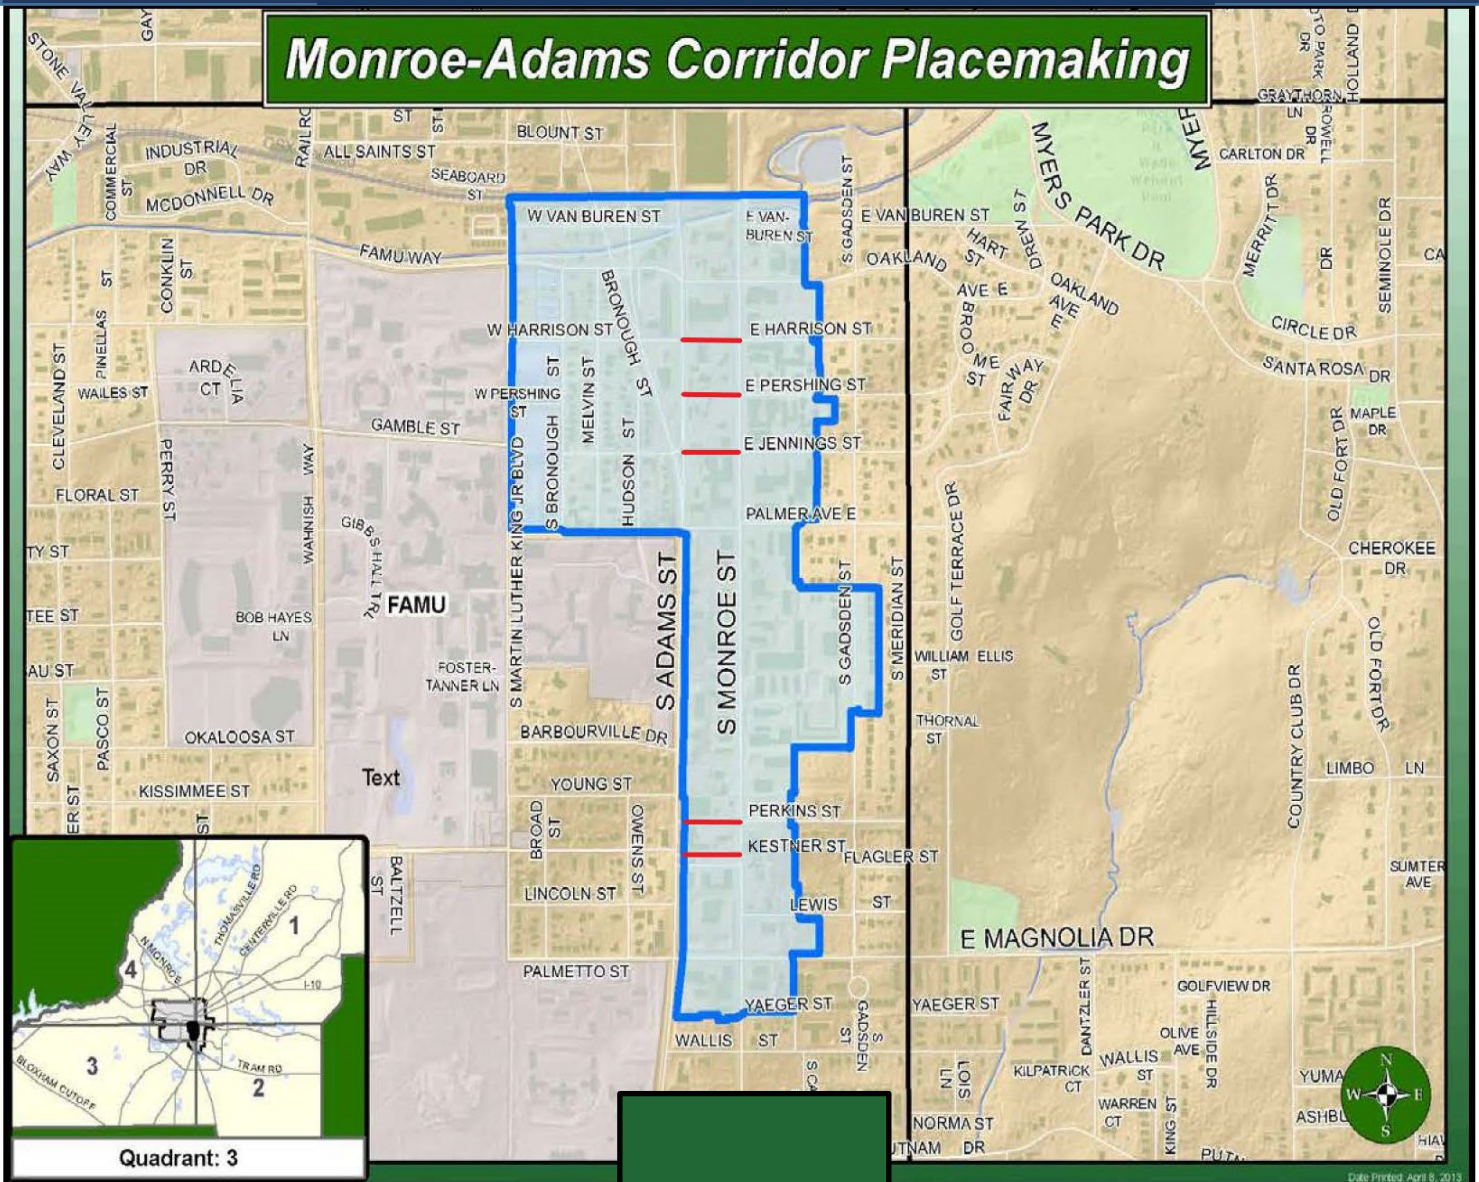 Monroe-Adams Corridor Placemaking
STONE VALLEY WAY
GAY
COMMERCIAL ST
INDUSTRIAL DR
MCDONNELL DR
ST
ALL SAINTS ST
SEABOARD ST
BLOUNT ST
MYERS PARK DR
GRAYTHORN LN
HOLLAND D
CARLTON DR
ROWELL DR
MERRITT DR
SEMINOLE DR
CA
DR
W VAN BUREN ST
E VAN-
BUREN ST
S GADSDEN ST
E VAN BUREN ST
HART ST
DREW ST
OAKLAND AVE E
OAKLAND AVE E
FAMU WAY
CONKLIN ST
PINELLAS ST
CLEVELAND ST
WAILES ST
ARDELIA CT
BRONOUGH ST
W HARRISON ST
E HARRISON ST
BROOME ST
FAIRWAY DR
CIRCLE DR
SANTA ROSA DR
W PERSHING ST
E PERSHING ST
MELVIN ST
S BRONOUGH ST
HUDSON ST
MAPLE DR
OLD FORT DR
GAMBLE ST
E JENNINGS ST
PERRY ST
WAHNISH WAY
FLORAL ST
GIBBS HALL TRL
S MARTIN LUTHER KING JR BLVD
PALMER AVE E
GOLF TERRACE DR
CHEROKEE DR
TY ST
TEE ST
AU ST
BOB HAYES LN
FAMU
FOSTER-
TANNER LN
S ADAMS ST
S MONROE ST
S GADSDEN ST
S MERIDIAN ST
WILLIAM ELLIS ST
THORNAL ST
COUNTRY CLUB DR
OLD FORT DR
SAXON ST
PASCO ST
OKALOOSA ST
BARBOURVILLE DR
Text
YOUNG ST
KISSIMMEE ST
LIMBO LN
ER ST
ST
BROAD ST
OWENS ST
PERKINS ST
KESTNER ST
FLAGLER ST
BALTZELL ST
LINCOLN ST
LEWIS ST
SUMTER AVE
E MAGNOLIA DR
PALMETTO ST
YAEGER ST
YAEGER ST
DANTZLER ST
GOLFVIEW DR
HILLSIDE DR
OLIVE AVE
WALLIS ST
S GADSDEN ST
S CA
LOIS LN
KILPATRICK CT
WALLIS ST
WARREN CT
KING ST
YUMA
ASHBU
NORMA ST
UTNAM DR
PUTN
HIAW
N
W E
S
THOMASVILLE RD
CENTERVILLE RD
N MONROE
I-10
TRAM RD
BLOXHAM CUTOFF
1
4
3
2
Quadrant: 3
Date Printed: April 8, 2013